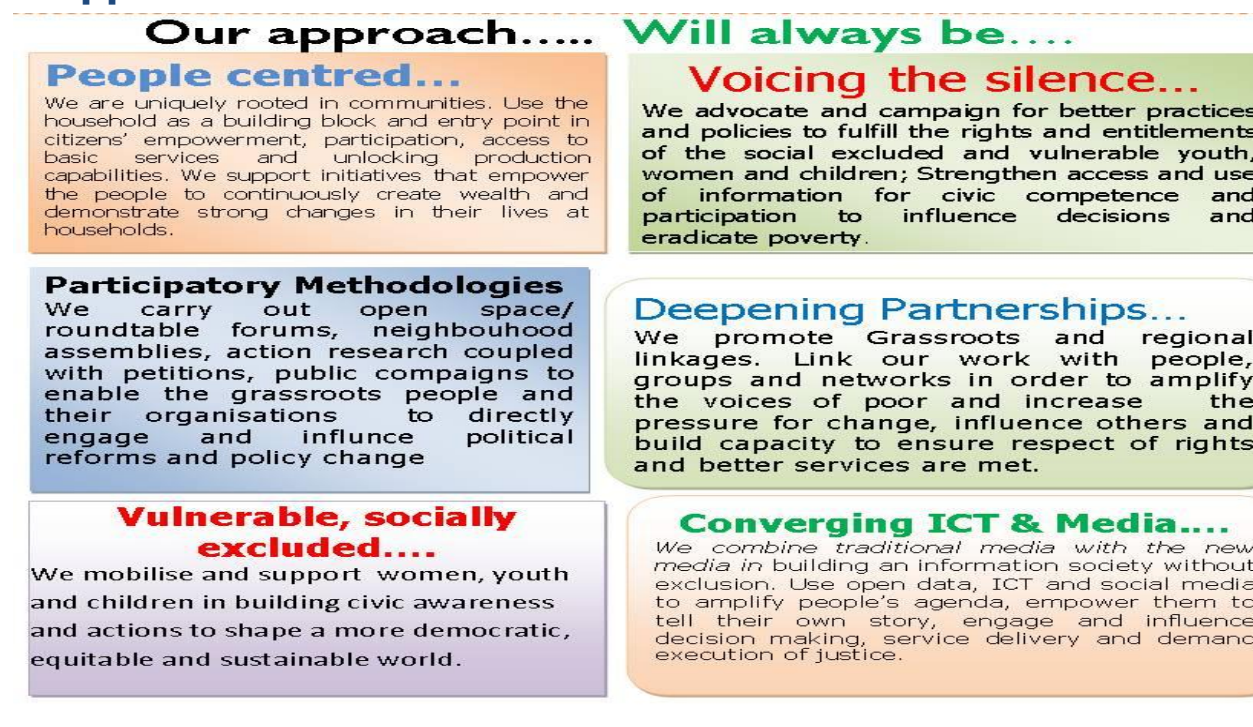 Our approach….. Will always be….
People centred...
We are uniquely rooted in communities. Use the
household as a building block and entry point in
citizens’ empowerment, participation, access to
basic services and unlocking production
capabilities. We support initiatives that empower
the people to continuously create wealth and
demonstrate strong changes in their lives at
households.
Voicing the silence...
We advocate and campaign for better practices
and policies to fulfill the rights and entitlements
of the social excluded and vulnerable youth,
women and children; Strengthen access and use
of information for civic competence and
participation to influence decisions and
eradicate poverty.
Participatory Methodologies
We carry out open space/
roundtable forums, neighbouhood
assemblies, action research coupled
with petitions, public compaigns to
enable the grassroots people and
their organisations to directly
engage and influnce political
reforms and policy change
Deepening Partnerships...
We promote Grassroots and regional
linkages. Link our work with people,
groups and networks in order to amplify
the voices of poor and increase the
pressure for change, influence others and
build capacity to ensure respect of rights
and better services are met.
Vulnerable, socially
excluded....
We mobilise and support women, youth
and children in building civic awareness
and actions to shape a more democratic,
equitable and sustainable world.
Converging ICT & Media....
We combine traditional media with the new
media in building an information society without
exclusion. Use open data, ICT and social media
to amplify people’s agenda, empower them to
tell their own story, engage and influence
decision making, service delivery and demand
execution of justice.